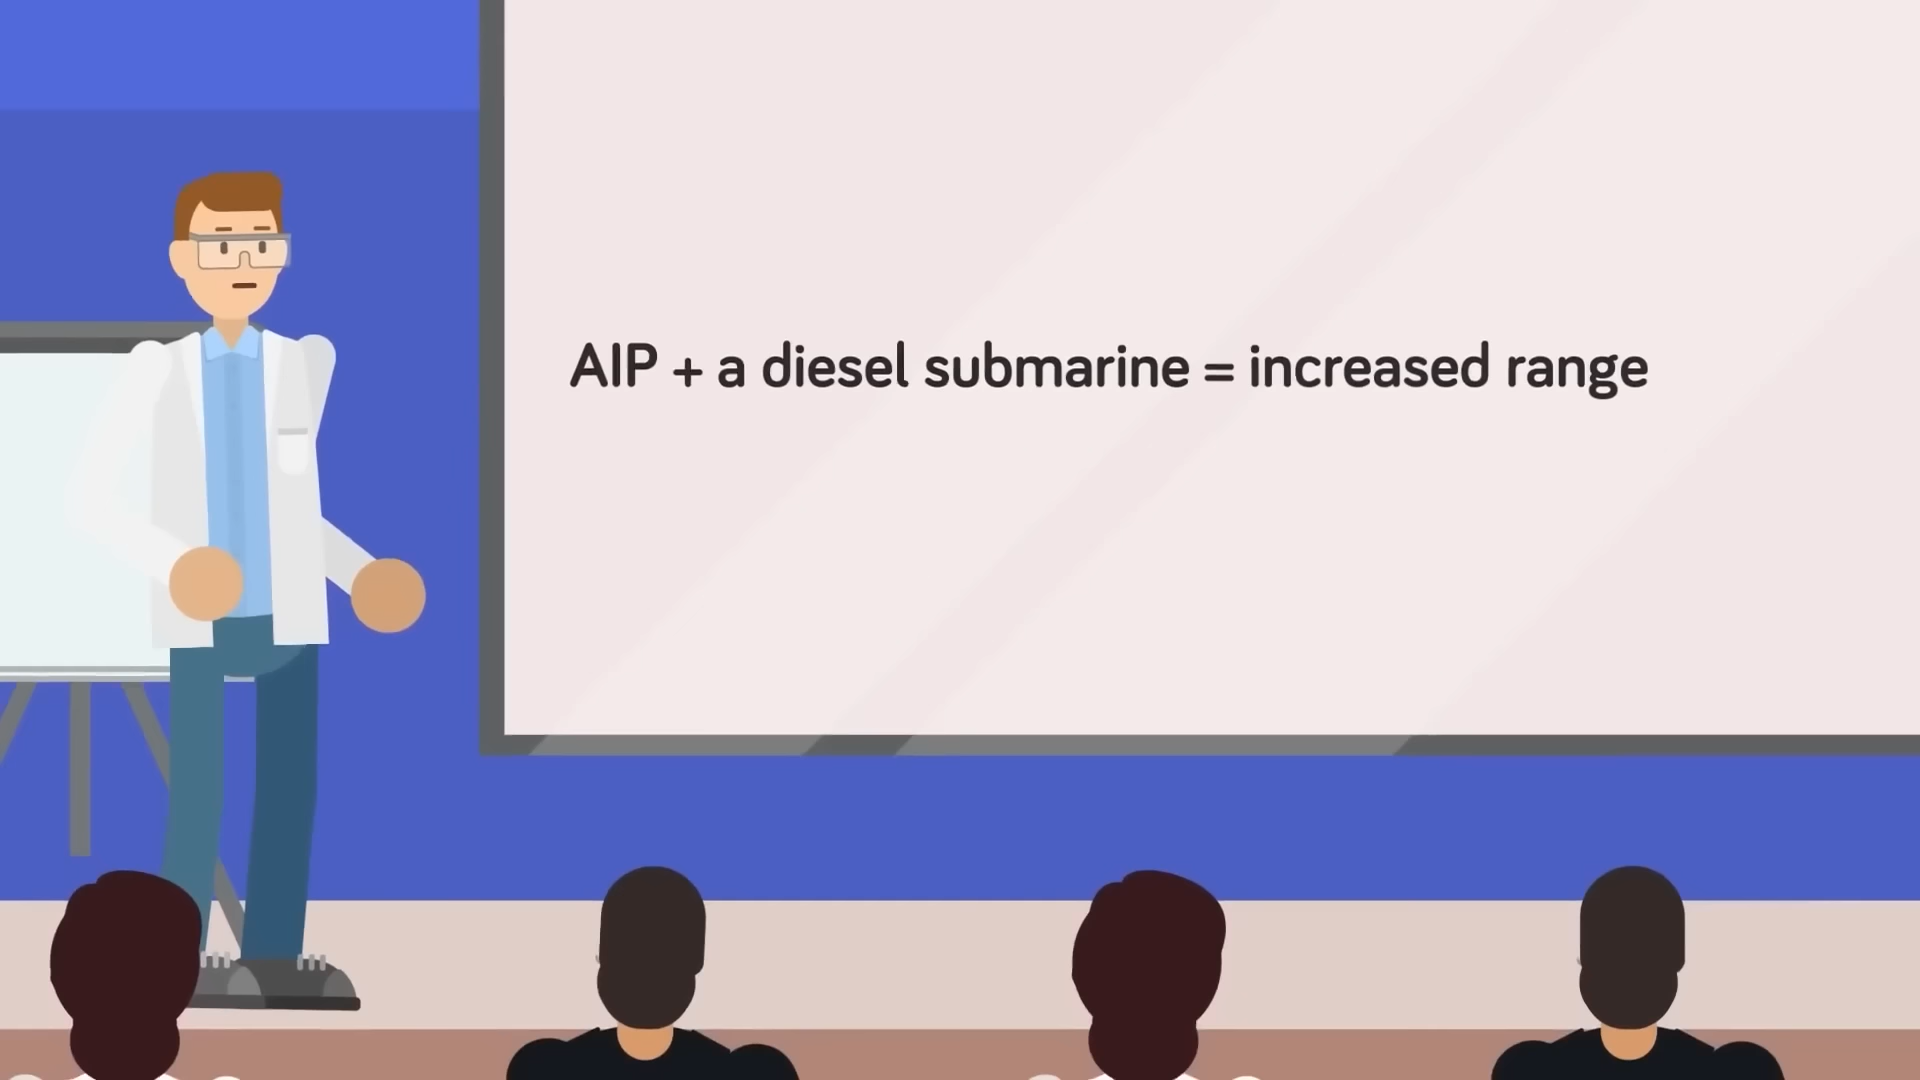 AIP + a diesel submarine = increased range